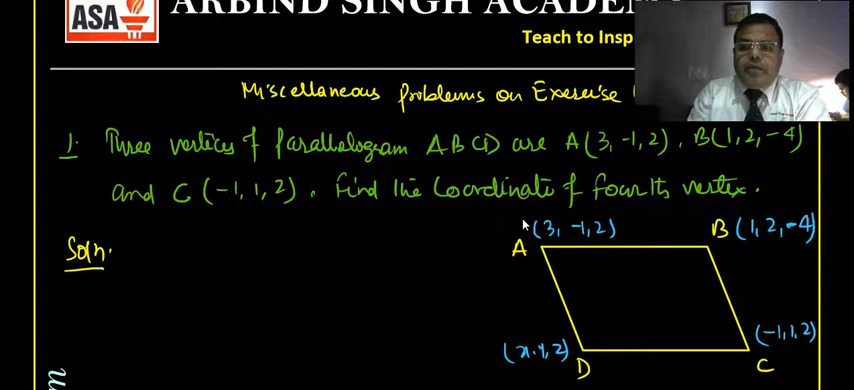 ARBIND SINGH ACADEM
ASA
Teach to Insp
Miscellaneous problems on Exercise
1. Three vertices of Parallelogram ABCD are A(3,-1,2), B(1,2,-4)
and C(-1,1,2). Find the Coordinate of fourth vertex.
Soln.
A (3,-1,2) B (1,2,-4)
(x,y,z) D (-1,1,2) C